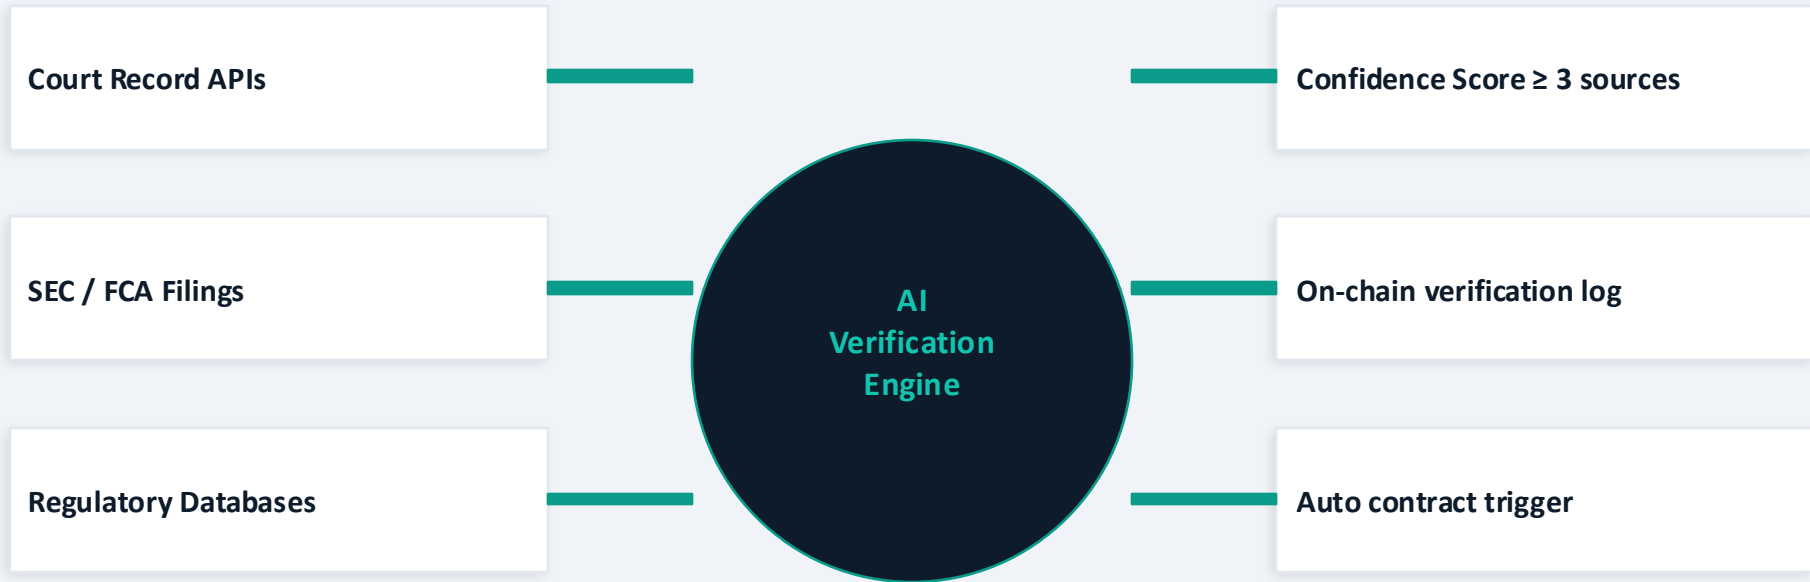 Court Record APIs
SEC / FCA Filings
Regulatory Databases
AI
Verification
Engine
Confidence Score ≥ 3 sources
On-chain verification log
Auto contract trigger